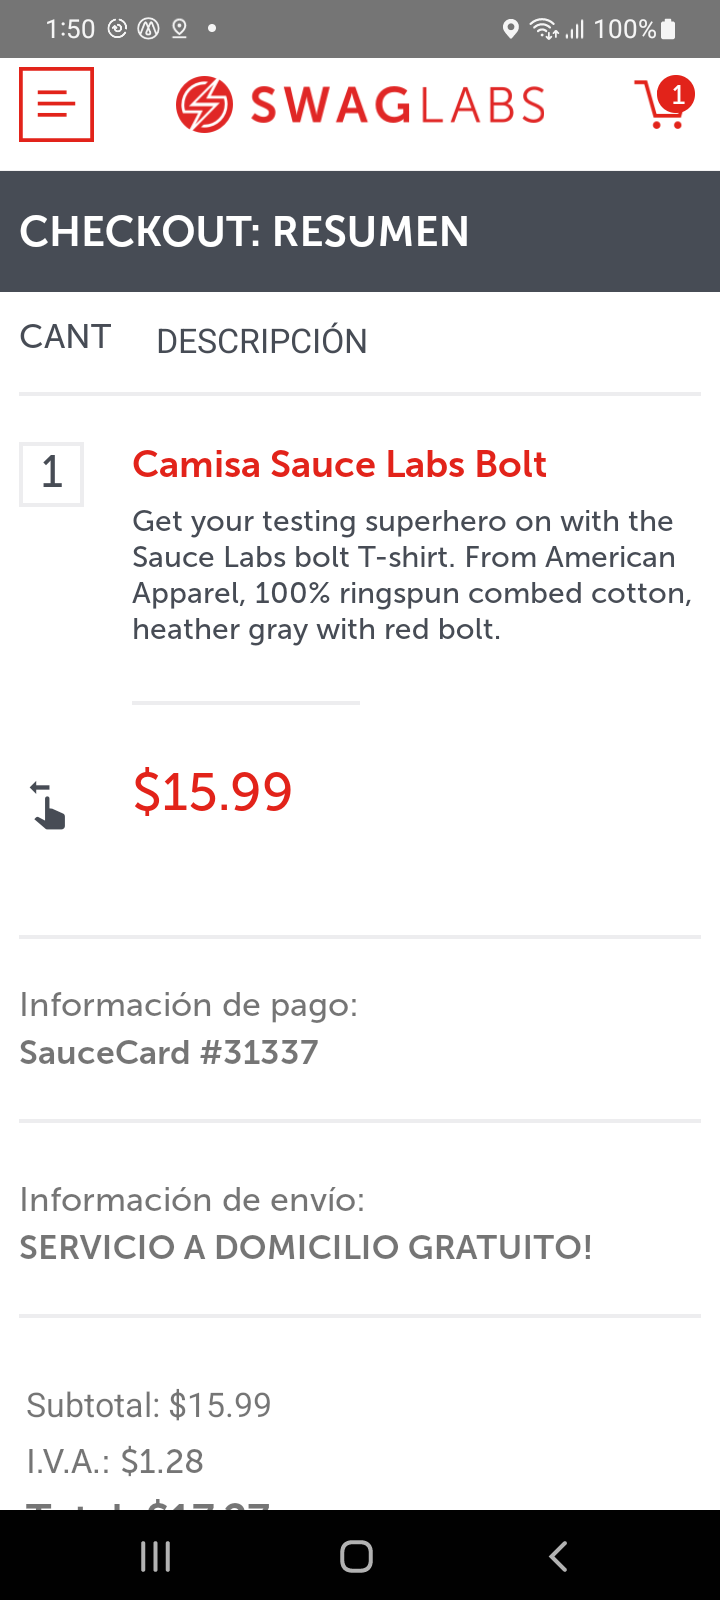 1:50
100%
SWAGLABS
1
CHECKOUT: RESUMEN
CANT DESCRIPCIÓN
1
Camisa Sauce Labs Bolt
Get your testing superhero on with the
Sauce Labs bolt T-shirt. From American
Apparel, 100% ringspun combed cotton,
heather gray with red bolt.
$15.99
Información de pago:
SauceCard #31337
Información de envío:
SERVICIO A DOMICILIO GRATUITO!
Subtotal: $15.99
I.V.A.: $1.28